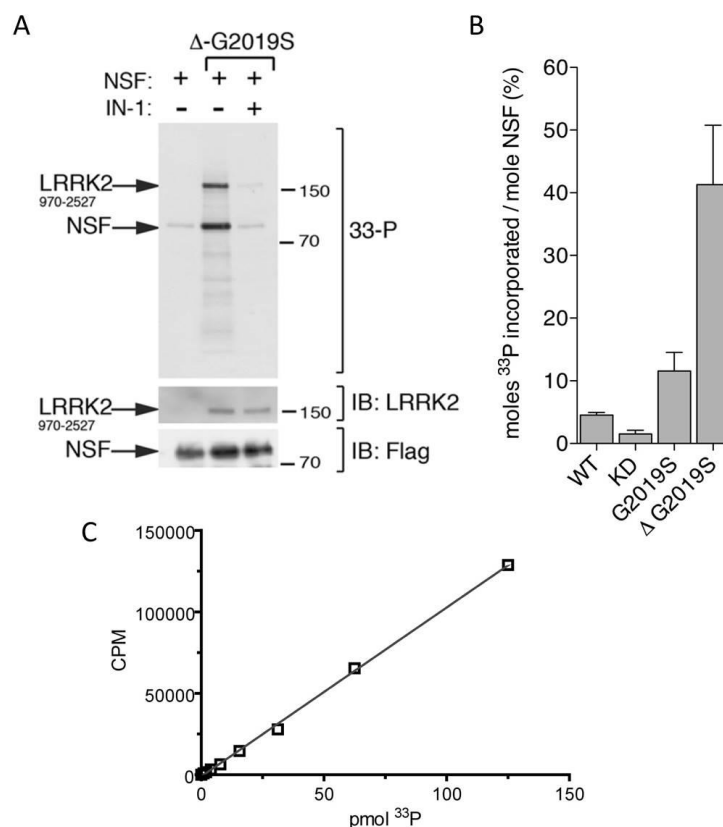 A
Δ-G2019S
NSF: + + +
IN-1: - - +
LRRK2
970-2527
150
NSF
70
33-P
LRRK2
970-2527
150
IB: LRRK2
NSF
70
IB: Flag
B
moles ³³P incorporated / mole NSF (%)
60
50
40
30
20
10
0
WT
KD
G2019S
Δ G2019S
C
CPM
150000
100000
50000
0
0 50 100 150
pmol ³³P